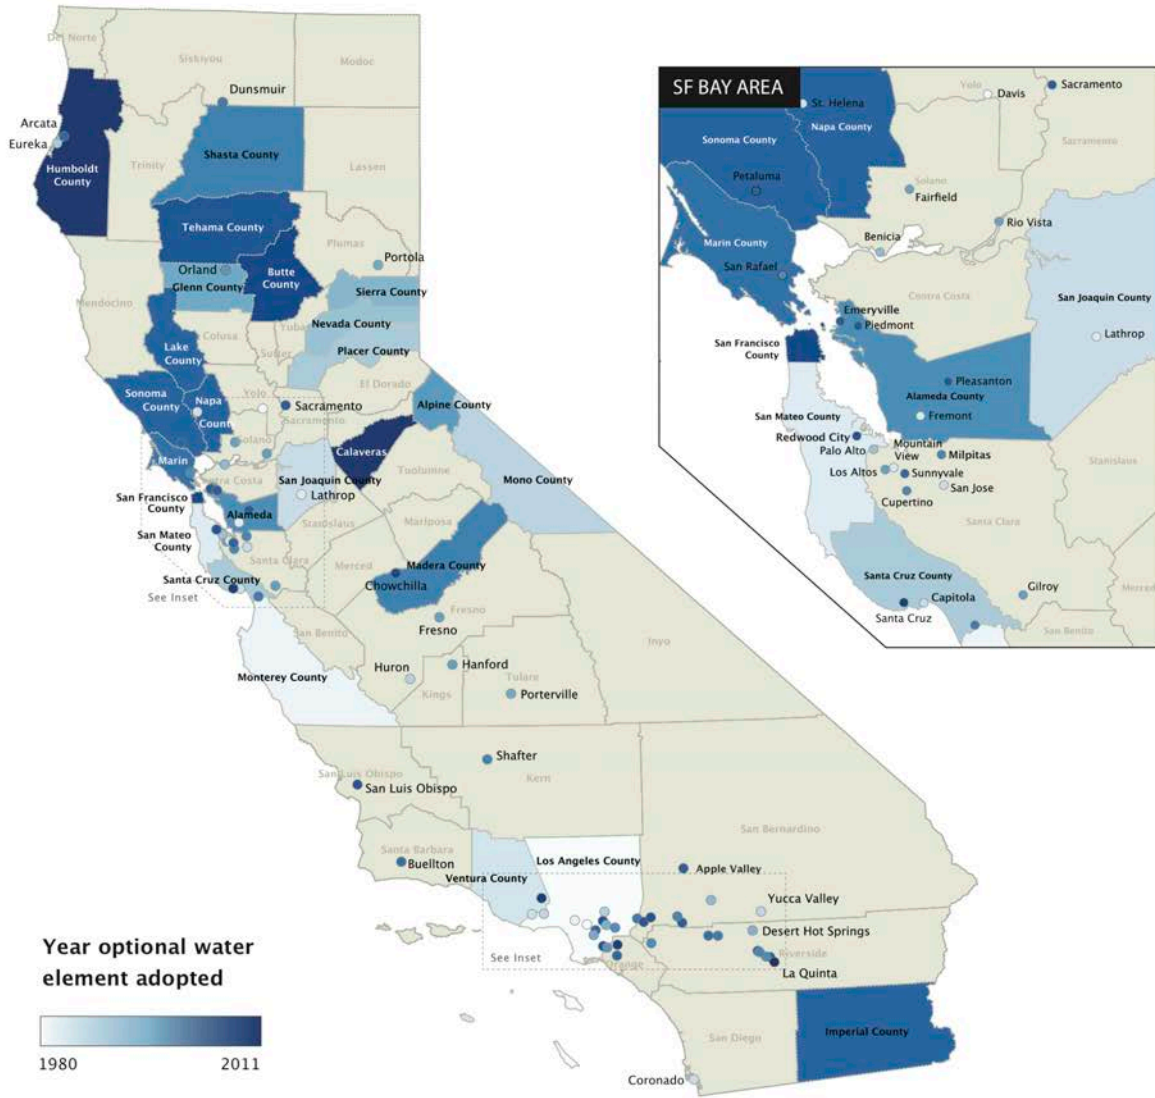 Del Norte
Siskiyou
Modoc
Dunsmuir
Arcata
Eureka
Humboldt
County
Trinity
Shasta County
Lassen
Tehama County
Plumas
Portola
Orland
Glenn County
Butte
County
Sierra County
Mendocino
Colusa
Yuba
Nevada County
Sutter
Placer County
Lake
County
El Dorado
Sonoma
County
Napa
County
Yolo
Sacramento
Sacramento
Alpine County
Solano
Marin
Calaveras
San Joaquin County
Tuolumne
Mono County
Contra Costa
Lathrop
San Francisco
County
Alameda
Stanislaus
Mariposa
San Mateo
County
Santa Clara
Merced
Madera County
Chowchilla
Santa Cruz County
See Inset
Fresno
Fresno
San Benito
Inyo
Monterey County
Huron
Hanford
Kings
Tulare
Porterville
Shafter
Kern
San Luis Obispo
San Luis Obispo
San Bernardino
Santa Barbara
Buellton
Los Angeles County
Ventura County
Apple Valley
Yucca Valley
Desert Hot Springs
Riverside
See Inset
Orange
La Quinta
San Diego
Imperial County
Coronado
Year optional water
element adopted
1980
2011
SF BAY AREA
Yolo
Davis
Sacramento
St. Helena
Sonoma County
Napa County
Sacramento
Petaluma
Solano
Fairfield
Rio Vista
Marin County
Benicia
San Rafael
Contra Costa
San Joaquin County
Emeryville
Piedmont
Lathrop
San Francisco
County
Pleasanton
Alameda County
San Mateo County
Fremont
Redwood City
Mountain
View
Palo Alto
Milpitas
Stanislaus
Los Altos
Sunnyvale
San Jose
Cupertino
Santa Clara
Santa Cruz County
Capitola
Gilroy
Santa Cruz
Merced
San Benito